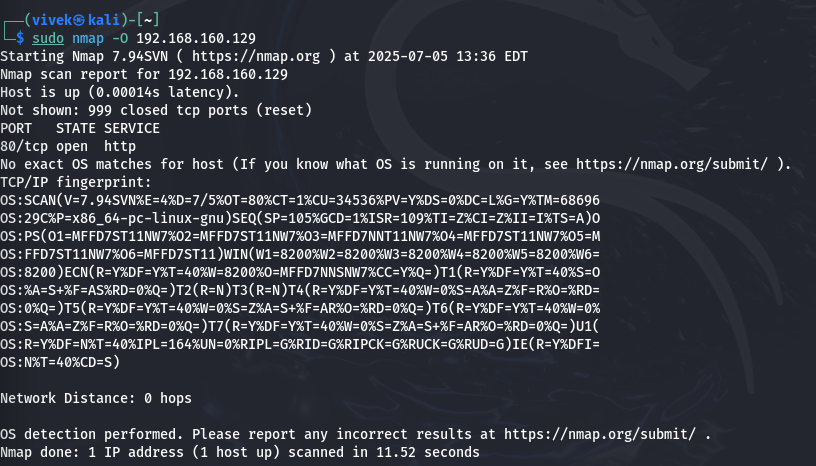 ┌──(vivek㉿kali)-[~]
└─$ sudo nmap -O 192.168.160.129
Starting Nmap 7.94SVN ( https://nmap.org ) at 2025-07-05 13:36 EDT
Nmap scan report for 192.168.160.129
Host is up (0.00014s latency).
Not shown: 999 closed tcp ports (reset)
PORT   STATE SERVICE
80/tcp open  http
No exact OS matches for host (If you know what OS is running on it, see https://nmap.org/submit/ ).
TCP/IP fingerprint:
OS:SCAN(V=7.94SVN%E=4%D=7/5%OT=80%CT=1%CU=34536%PV=Y%DS=0%DC=L%G=Y%TM=68696
OS:29C%P=x86_64-pc-linux-gnu)SEQ(SP=105%GCD=1%ISR=109%TI=Z%CI=Z%II=I%TS=A)O
OS:PS(O1=MFFD7ST11NW7%O2=MFFD7ST11NW7%O3=MFFD7NNT11NW7%O4=MFFD7ST11NW7%O5=M
OS:FFD7ST11NW7%O6=MFFD7ST11)WIN(W1=8200%W2=8200%W3=8200%W4=8200%W5=8200%W6=
OS:8200)ECN(R=Y%DF=Y%T=40%W=8200%O=MFFD7NNSNW7%CC=Y%Q=)T1(R=Y%DF=Y%T=40%S=O
OS:%A=S+%F=AS%RD=0%Q=)T2(R=N)T3(R=N)T4(R=Y%DF=Y%T=40%W=0%S=A%A=Z%F=R%O=%RD=
OS:0%Q=)T5(R=Y%DF=Y%T=40%W=0%S=Z%A=S+%F=AR%O=%RD=0%Q=)T6(R=Y%DF=Y%T=40%W=0%
OS:S=A%A=Z%F=R%O=%RD=0%Q=)T7(R=Y%DF=Y%T=40%W=0%S=Z%A=S+%F=AR%O=%RD=0%Q=)U1(
OS:R=Y%DF=N%T=40%IPL=164%UN=0%RIPL=G%RID=G%RIPCK=G%RUCK=G%RUD=G)IE(R=Y%DFI=
OS:N%T=40%CD=S)
Network Distance: 0 hops
OS detection performed. Please report any incorrect results at https://nmap.org/submit/ .
Nmap done: 1 IP address (1 host up) scanned in 11.52 seconds